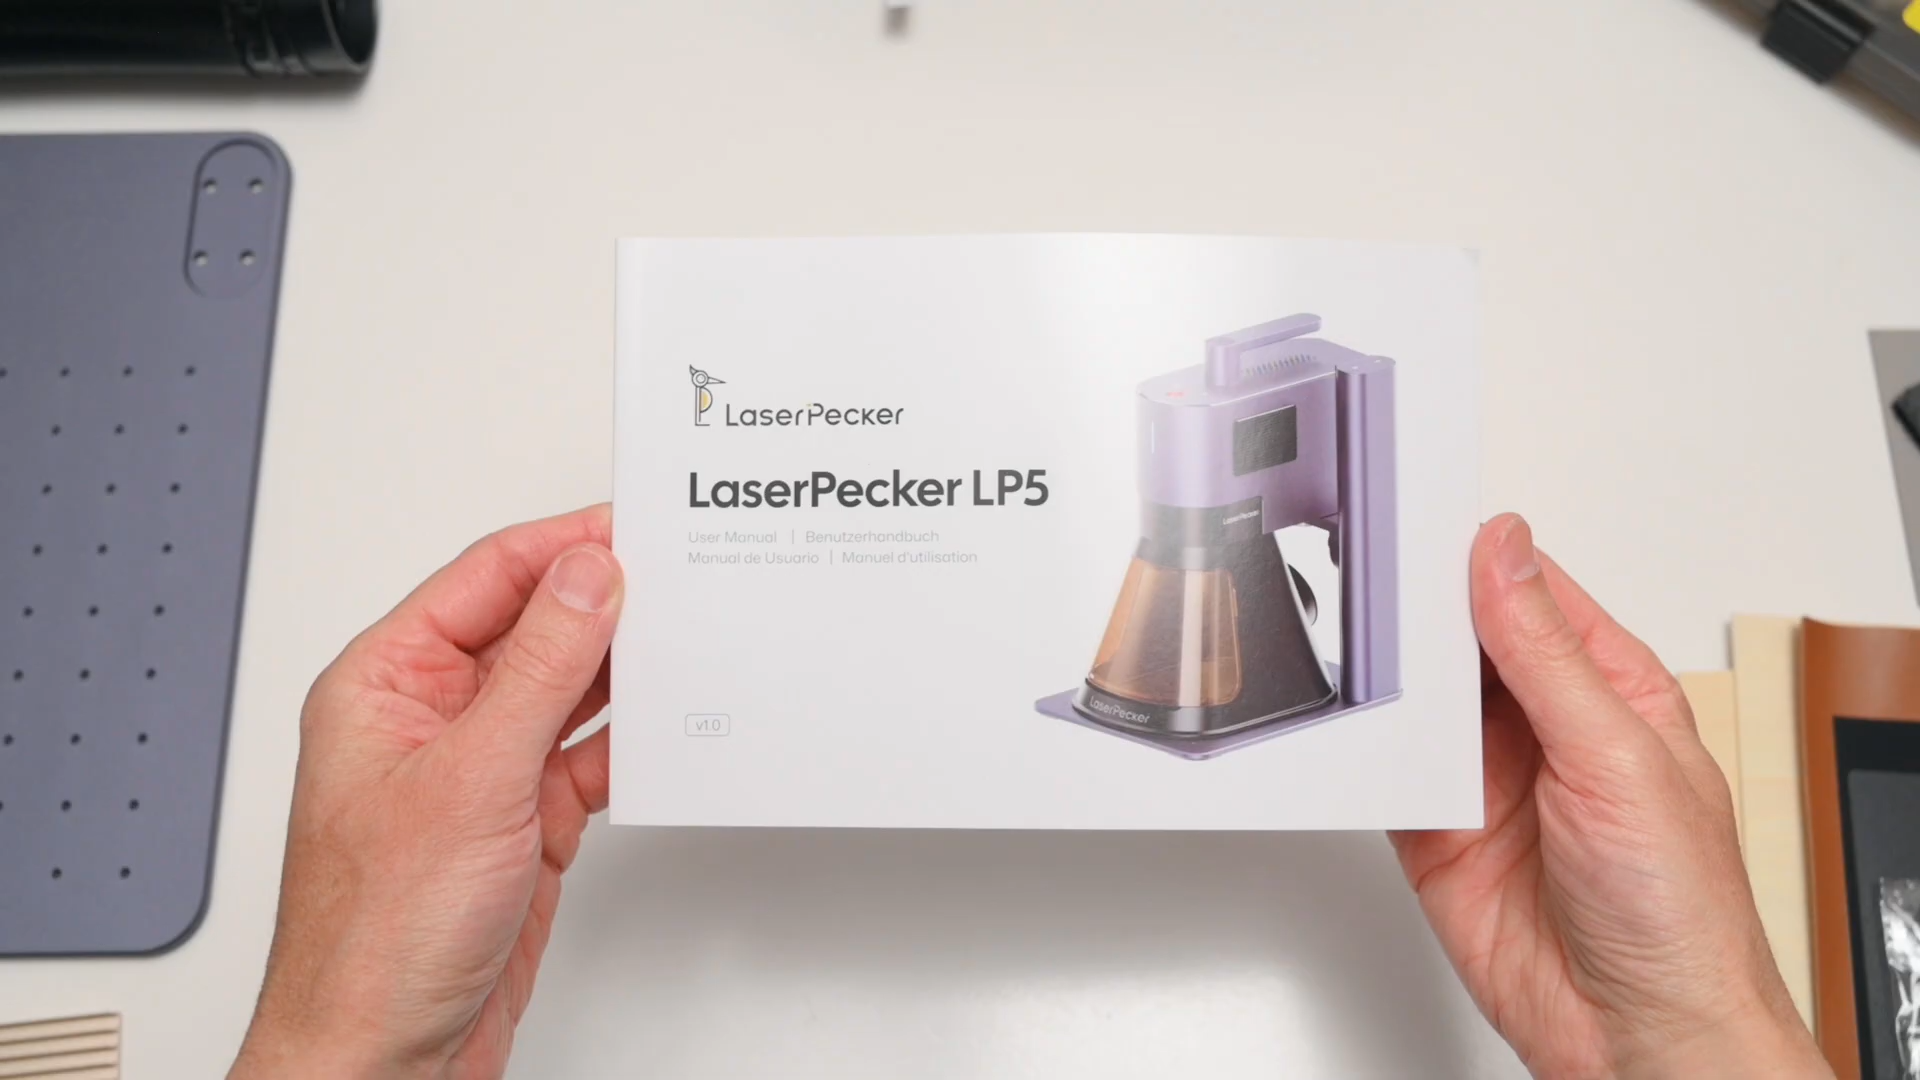 LaserPecker
LaserPecker LP5
User Manual | Benutzerhandbuch
Manual de Usuario | Manuel d'utilisation
v1.0
LaserPecker
LaserPecker